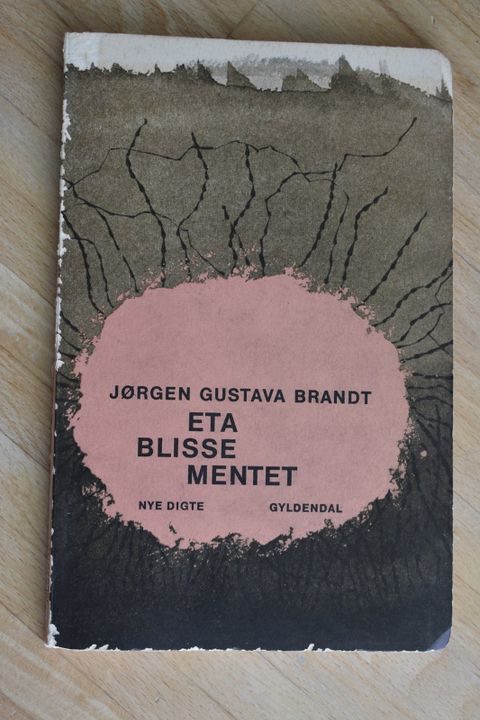 JØRGEN GUSTAVA BRANDT
ETA
BLISSE
MENTET
NYE DIGTE GYLDENDAL